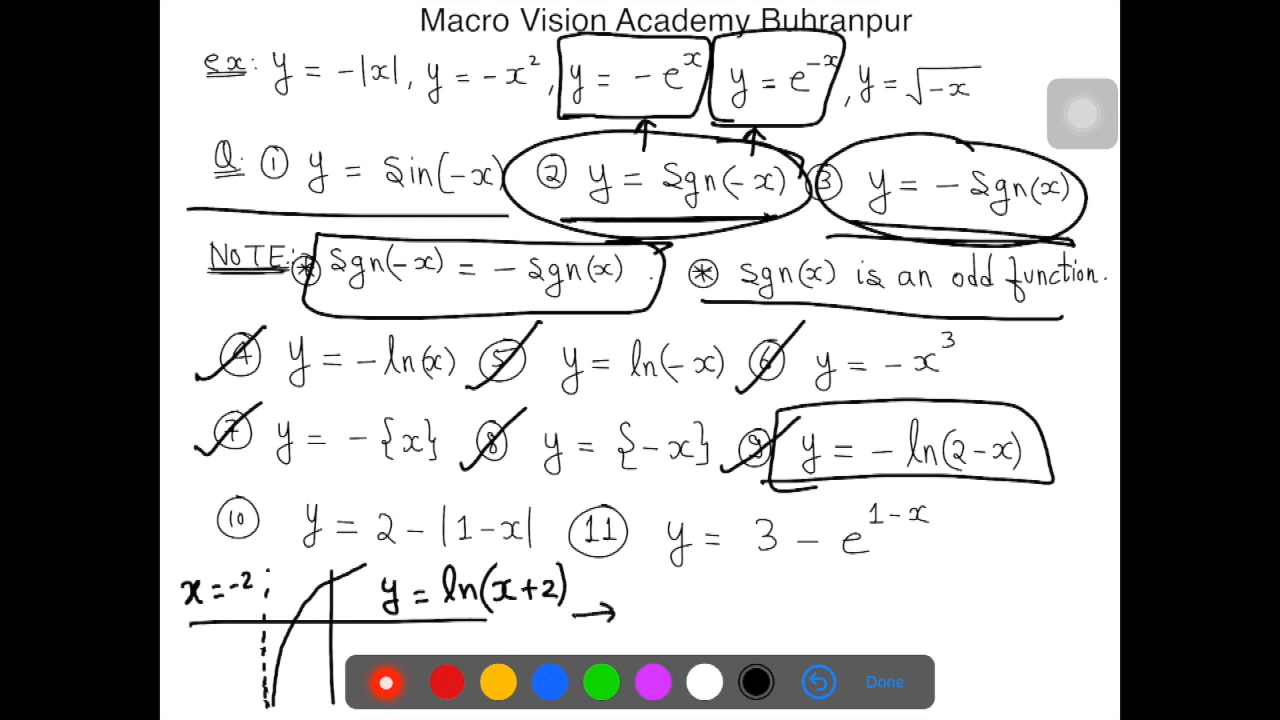 Macro Vision Academy Buhranpur
ex: y = -|x|, y = -x², y = -eˣ y = e⁻ˣ, y = √-x
Q: ① y = Sin(-x) ② y = Sgn(-x) ③ y = - Sgn(x)
NOTE: * Sgn(-x) = - Sgn(x). * Sgn(x) is an odd function.
④ y = -ln(x) ⑤ y = ln(-x) ⑥ y = -x³
⑦ y = -{x} ⑧ y = {-x} ⑨ y = -ln(2-x)
⑩ y = 2-|1-x| ⑪ y = 3 - e¹⁻ˣ
x = -2 y = ln(x+2) →
Done